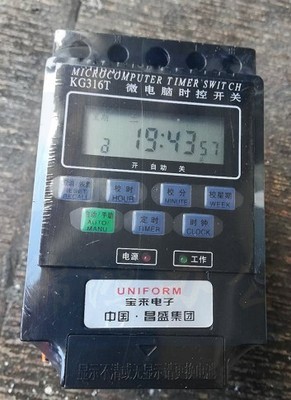 MICROCOMPUTER TIMER SWITCH
KG316T 微电脑时控开关
19:43 57
开 自动 关
取消/恢复 校时 校分 校星期
RESET/RECALL HOUR MINUTE WEEK
自动/手动 定时 时钟
AUTO/MANU TIMER CLOCK
电源 工作
UNIFORM
宝来电子
中国·昌盛集团